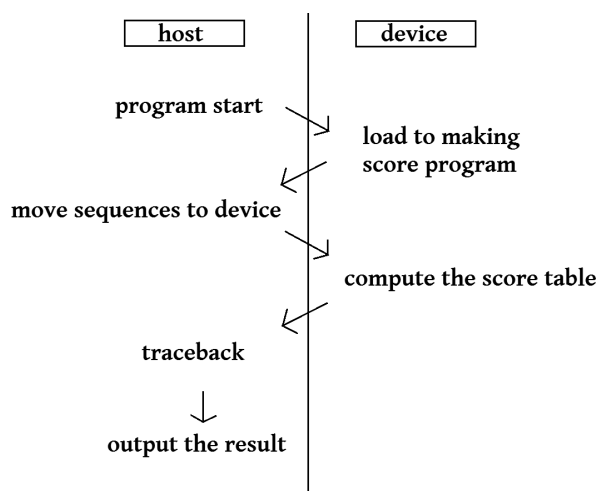 host
device
program start
load to making
score program
move sequences to device
compute the score table
traceback
output the result